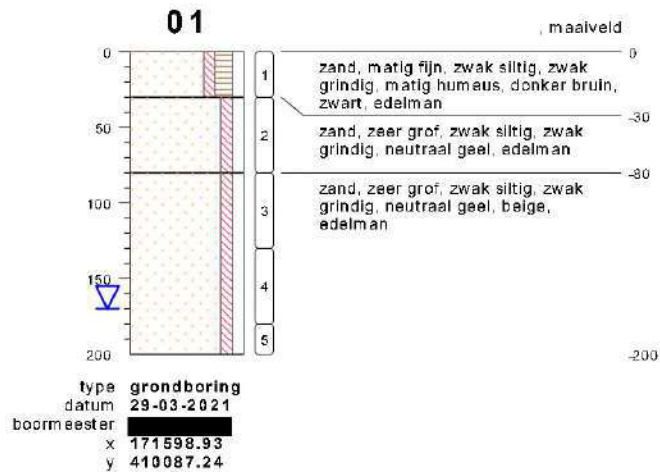 01
, maaiveld
0
50
100
150
200
1
2
3
4
5
0
zand, matig fijn, zwak siltig, zwak
grindig, matig humeus, donker bruin,
zwart, edelman
-30
zand, zeer grof, zwak siltig, zwak
grindig, neutraal geel, edelman
-80
zand, zeer grof, zwak siltig, zwak
grindig, neutraal geel, beige,
edelman
-200
type grondboring
datum 29-03-2021
boormeester
x 171598.93
y 410087.24